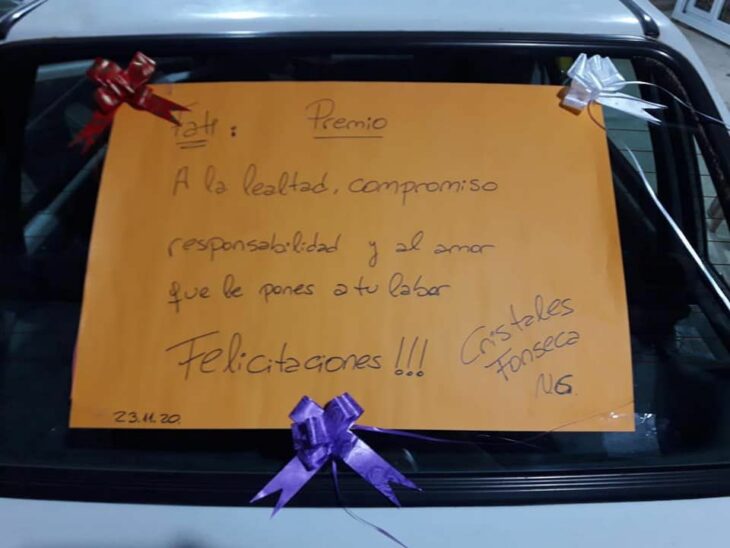 Fati: Premio
A la lealtad, compromiso
responsabilidad y al amor
que le pones a tu labor
Felicitaciones!!!
Cristales
Fonseca
NG.
23.11.20.